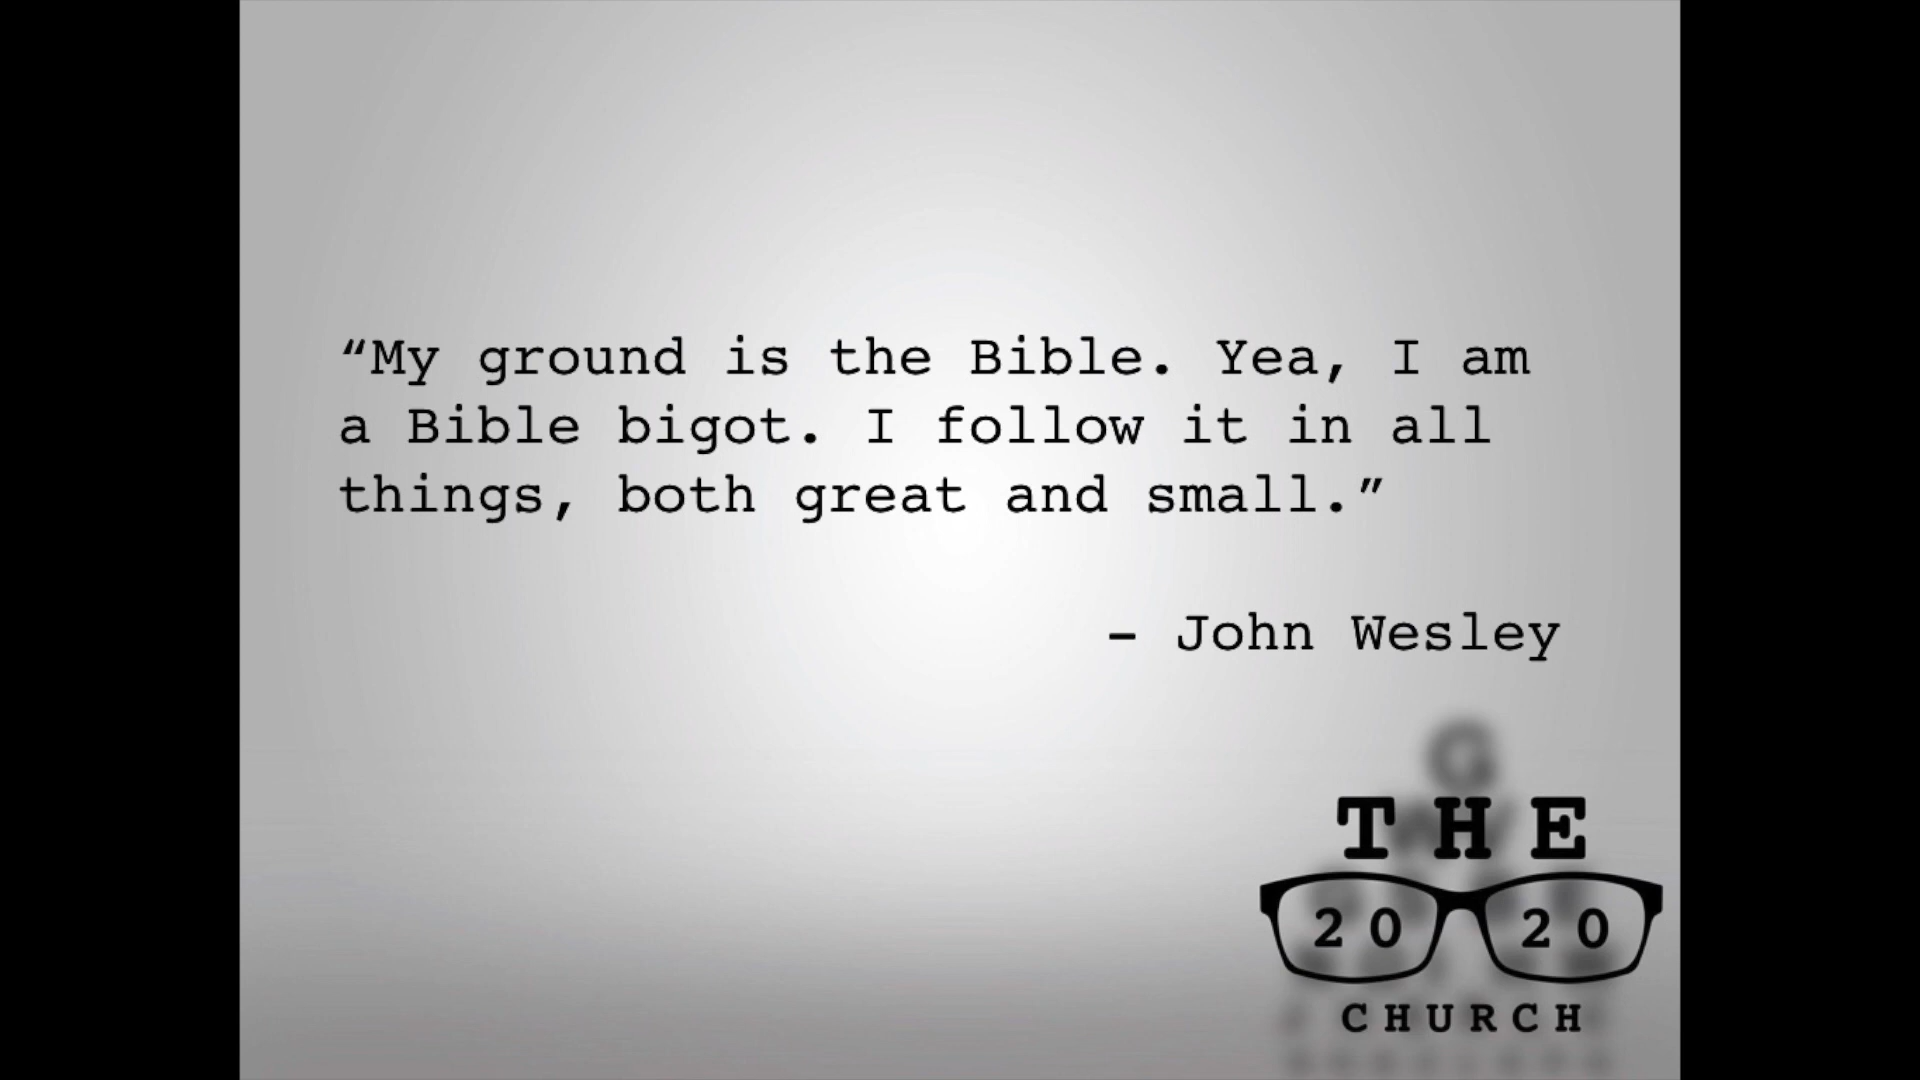 “My ground is the Bible. Yea, I am
a Bible bigot. I follow it in all
things, both great and small.”
– John Wesley
G
THE
20 20
CHURCH